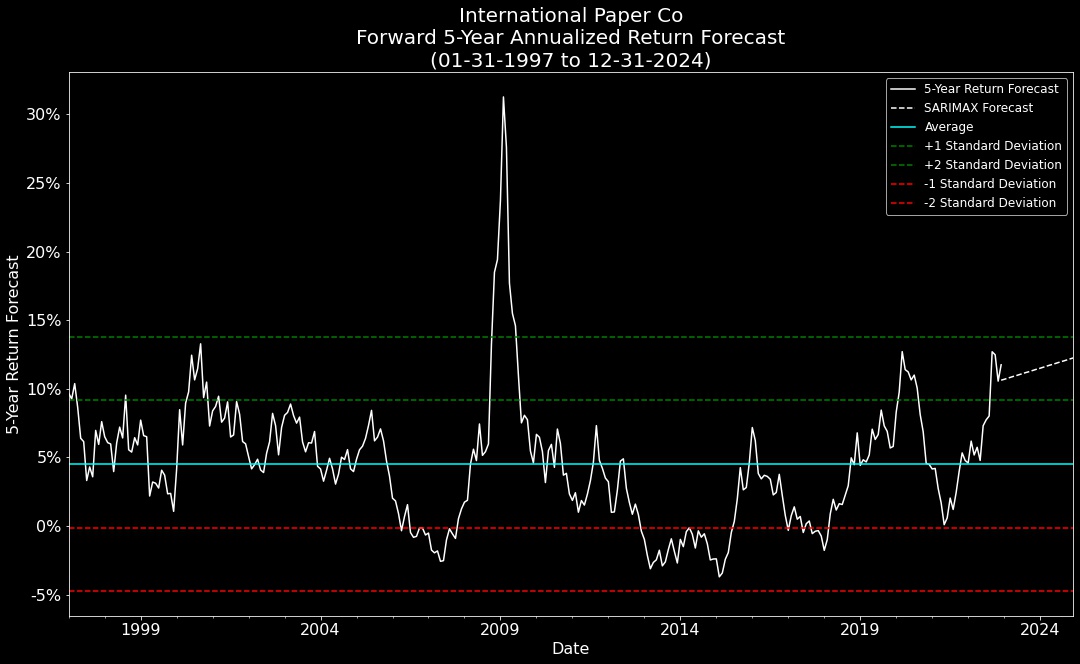 International Paper Co
Forward 5-Year Annualized Return Forecast
(01-31-1997 to 12-31-2024)
5-Year Return Forecast
SARIMAX Forecast
Average
+1 Standard Deviation
+2 Standard Deviation
-1 Standard Deviation
-2 Standard Deviation
5-Year Return Forecast
30%
25%
20%
15%
10%
5%
0%
-5%
1999 2004 2009 2014 2019 2024
Date